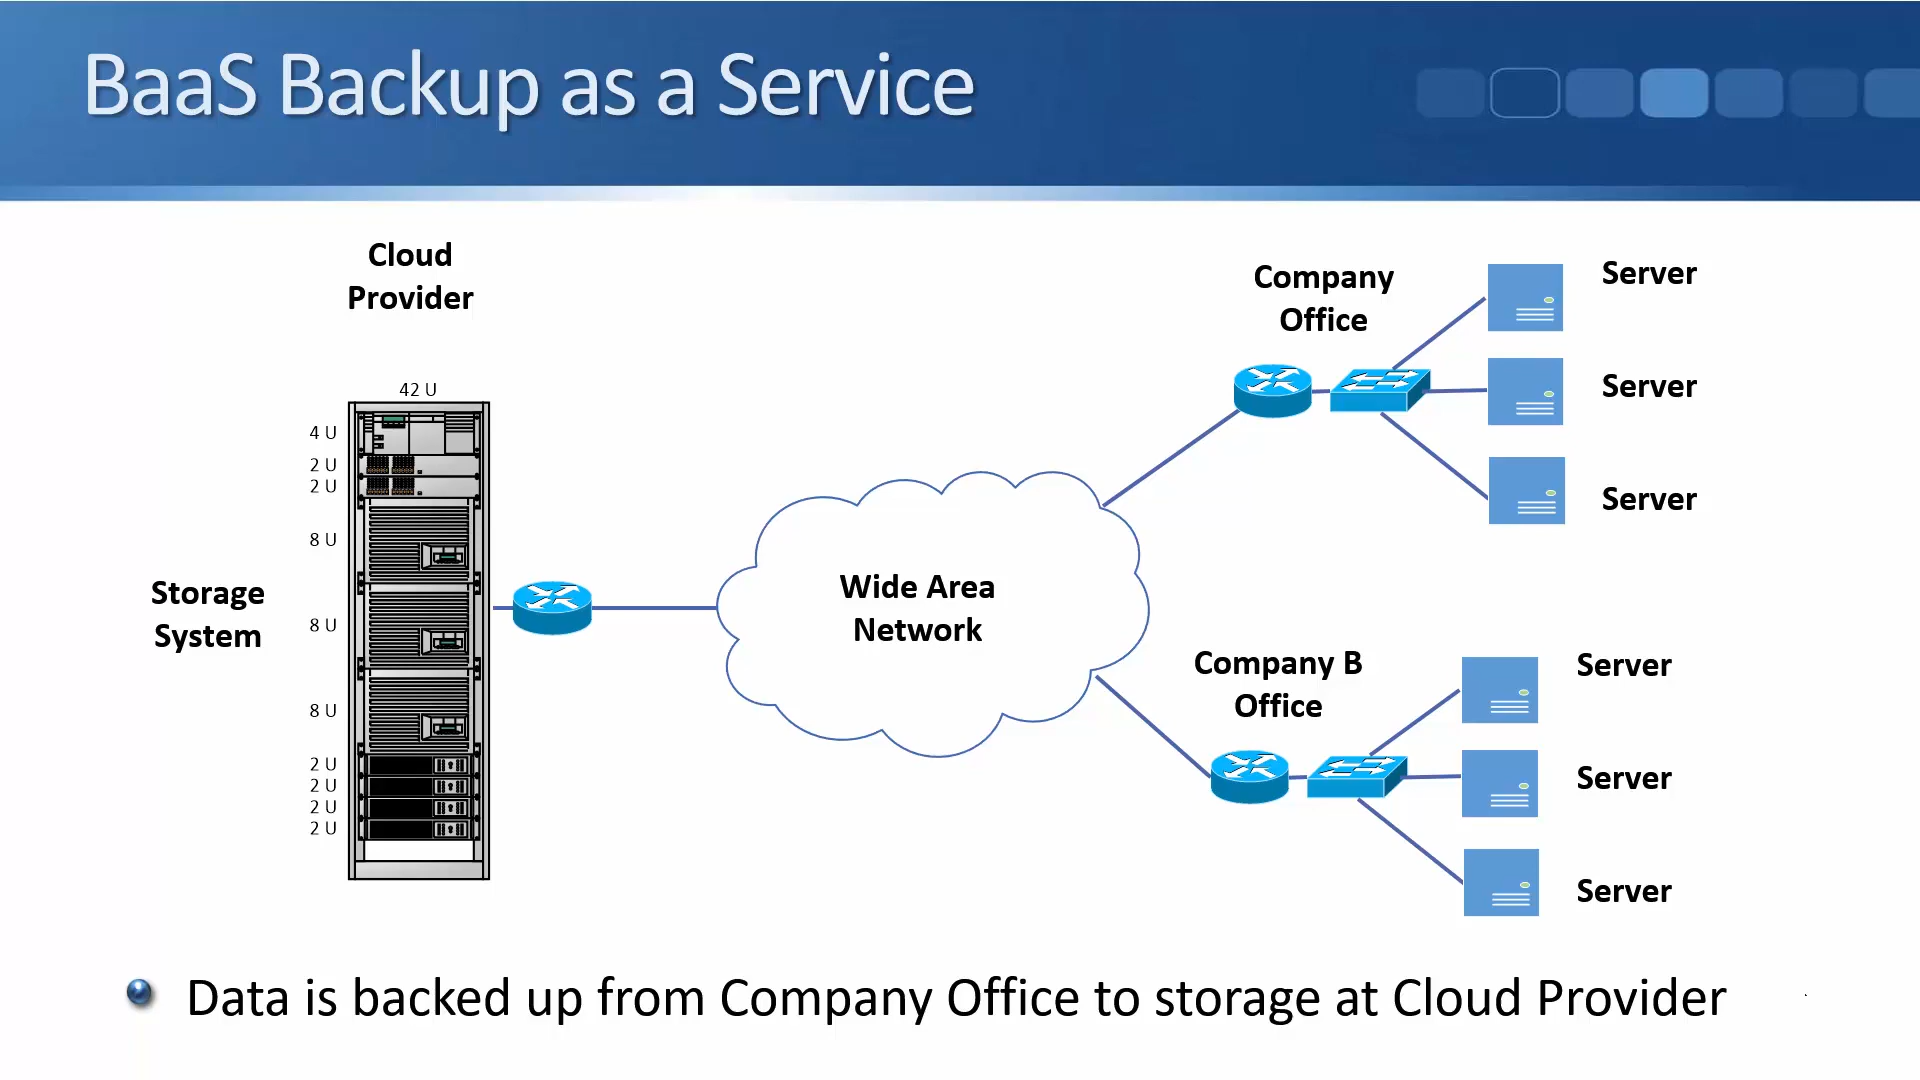 BaaS Backup as a Service
Cloud
Provider
42 U
4 U
2 U
2 U
8 U
8 U
8 U
2 U
2 U
2 U
2 U
Storage
System
Wide Area
Network
Company
Office
Server
Server
Server
Company B
Office
Server
Server
Server
Data is backed up from Company Office to storage at Cloud Provider